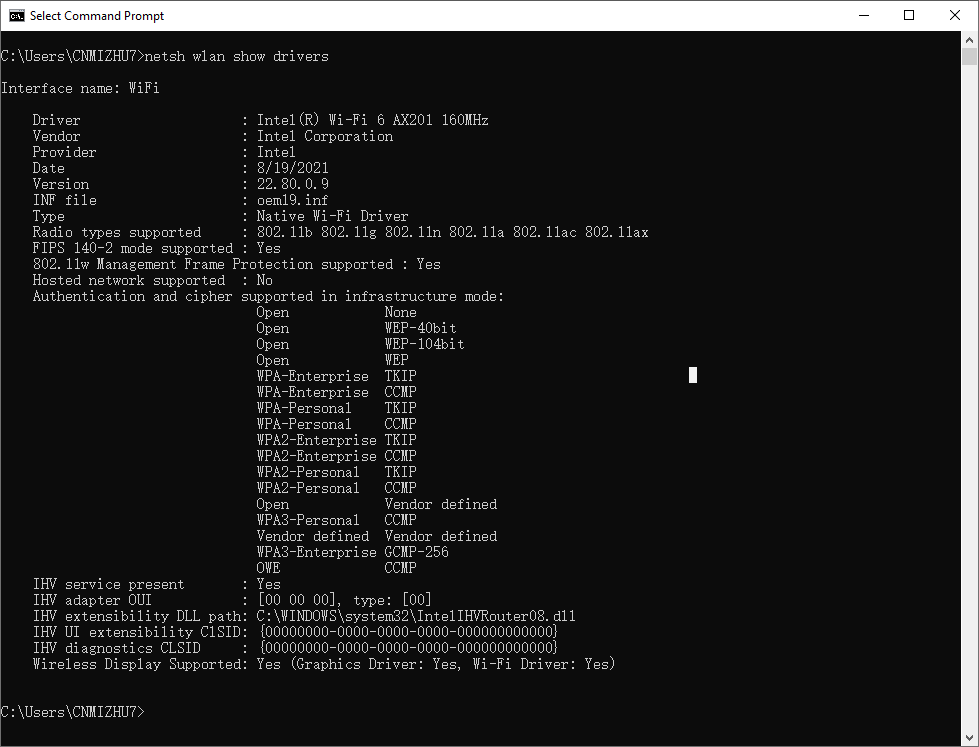 Select Command Prompt
C:\Users\CNMIZHU7>netsh wlan show drivers
Interface name: WiFi
Driver : Intel(R) Wi-Fi 6 AX201 160MHz
Vendor : Intel Corporation
Provider : Intel
Date : 8/19/2021
Version : 22.80.0.9
INF file : oem19.inf
Type : Native Wi-Fi Driver
Radio types supported : 802.11b 802.11g 802.11n 802.11a 802.11ac 802.11ax
FIPS 140-2 mode supported : Yes
802.11w Management Frame Protection supported : Yes
Hosted network supported : No
Authentication and cipher supported in infrastructure mode:
Open None
Open WEP-40bit
Open WEP-104bit
Open WEP
WPA-Enterprise TKIP
WPA-Enterprise CCMP
WPA-Personal TKIP
WPA-Personal CCMP
WPA2-Enterprise TKIP
WPA2-Enterprise CCMP
WPA2-Personal TKIP
WPA2-Personal CCMP
Open Vendor defined
WPA3-Personal CCMP
Vendor defined Vendor defined
WPA3-Enterprise GCMP-256
OWE CCMP
IHV service present : Yes
IHV adapter OUI : [00 00 00], type: [00]
IHV extensibility DLL path: C:\WINDOWS\system32\IntelIHVRouter08.dll
IHV UI extensibility ClSID: {00000000-0000-0000-0000-000000000000}
IHV diagnostics CLSID : {00000000-0000-0000-0000-000000000000}
Wireless Display Supported: Yes (Graphics Driver: Yes, Wi-Fi Driver: Yes)
C:\Users\CNMIZHU7>